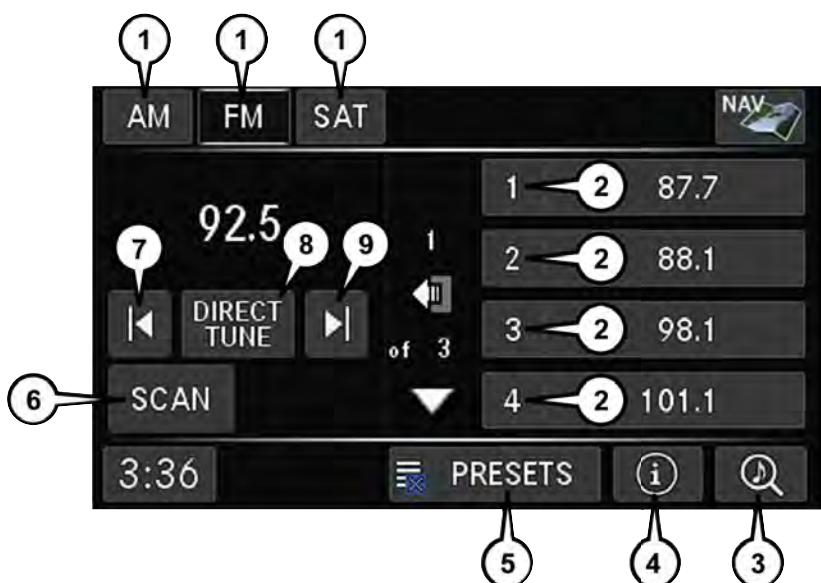 1 1 1
AM FM SAT NAV
1 2 87.7
92.5
7 8 9 1
2 2 88.1
DIRECT
TUNE
3 2 98.1
of 3
6 SCAN
4 2 101.1
3:36 PRESETS i
5 4 3